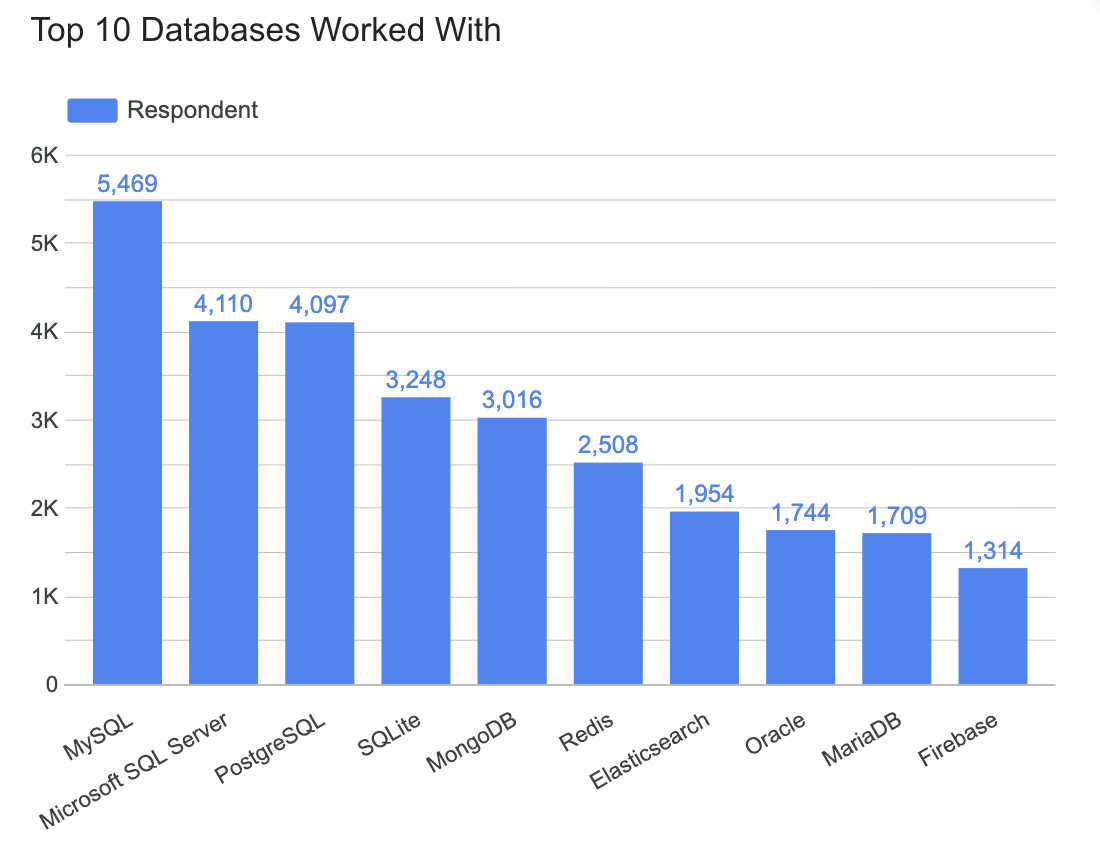 Top 10 Databases Worked With
Respondent
6K
5K
4K
3K
2K
1K
0
5,469
4,110
4,097
3,248
3,016
2,508
1,954
1,744
1,709
1,314
MySQL
Microsoft SQL Server
PostgreSQL
SQLite
MongoDB
Redis
Elasticsearch
Oracle
MariaDB
Firebase